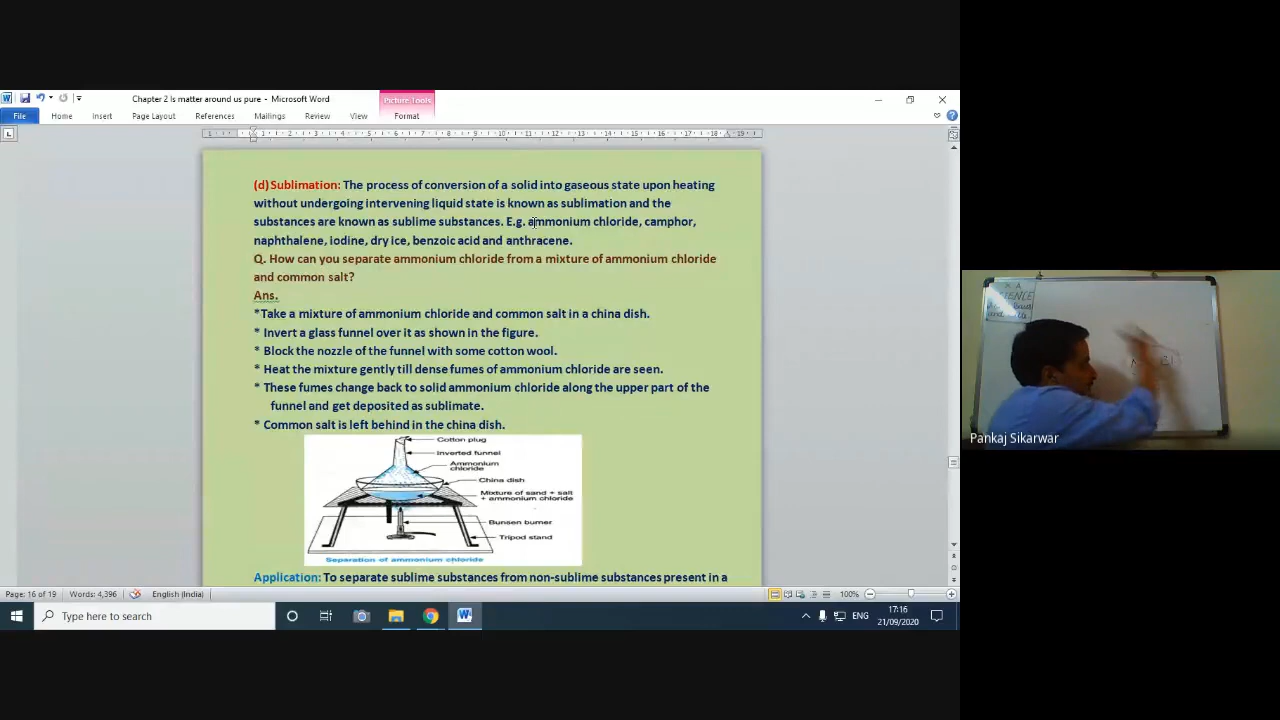 Chapter 2 Is matter around us pure - Microsoft Word
Picture Tools
File Home Insert Page Layout References Mailings Review View Format
(d)Sublimation: The process of conversion of a solid into gaseous state upon heating
without undergoing intervening liquid state is known as sublimation and the
substances are known as sublime substances. E.g. ammonium chloride, camphor,
naphthalene, iodine, dry ice, benzoic acid and anthracene.
Q. How can you separate ammonium chloride from a mixture of ammonium chloride
and common salt?
Ans.
*Take a mixture of ammonium chloride and common salt in a china dish.
* Invert a glass funnel over it as shown in the figure.
* Block the nozzle of the funnel with some cotton wool.
* Heat the mixture gently till dense fumes of ammonium chloride are seen.
* These fumes change back to solid ammonium chloride along the upper part of the
funnel and get deposited as sublimate.
* Common salt is left behind in the china dish.
Cotton plug
Inverted funnel
Ammonium
chloride
China dish
Mixture of sand + salt
+ ammonium chloride
Bunsen burner
Tripod stand
Separation of ammonium chloride
Application: To separate sublime substances from non-sublime substances present in a
Page: 16 of 19 Words: 4,396 English (India) 100%
Type here to search
ENG
17:16
21/09/2020
Pankaj Sikarwar